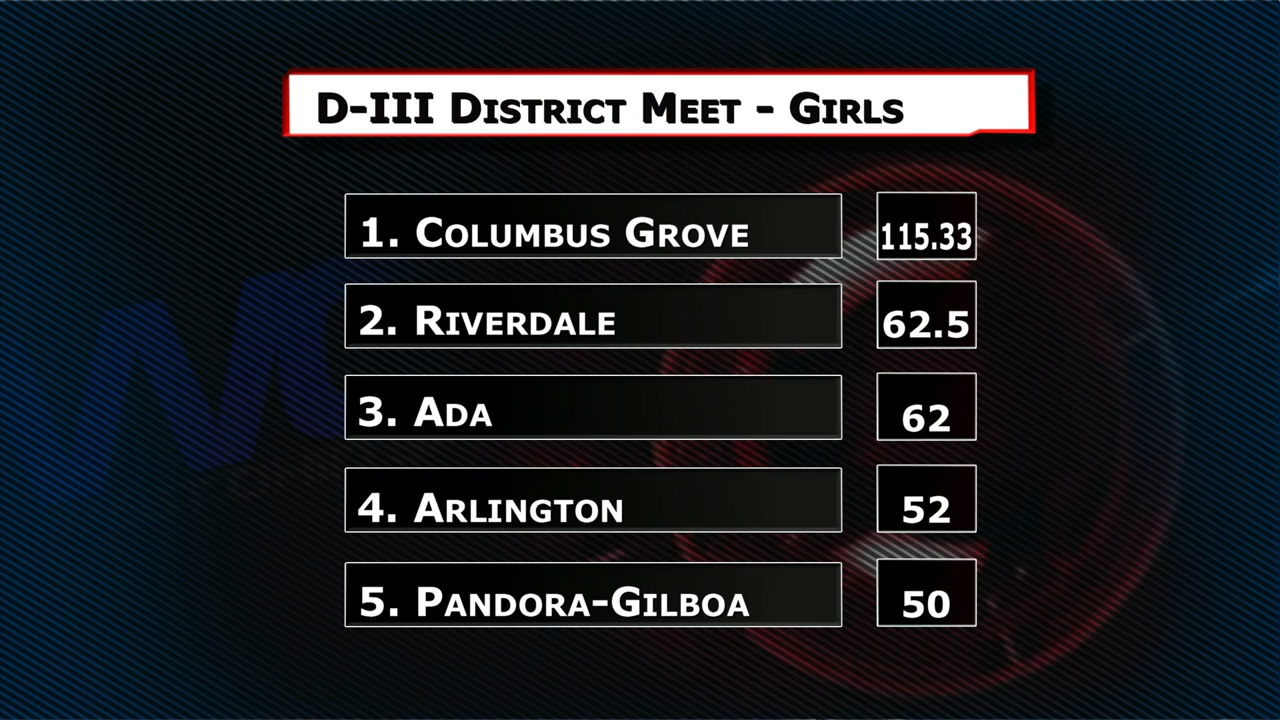 D-III District Meet - Girls
1. Columbus Grove 115.33
2. Riverdale 62.5
3. Ada 62
4. Arlington 52
5. Pandora-Gilboa 50